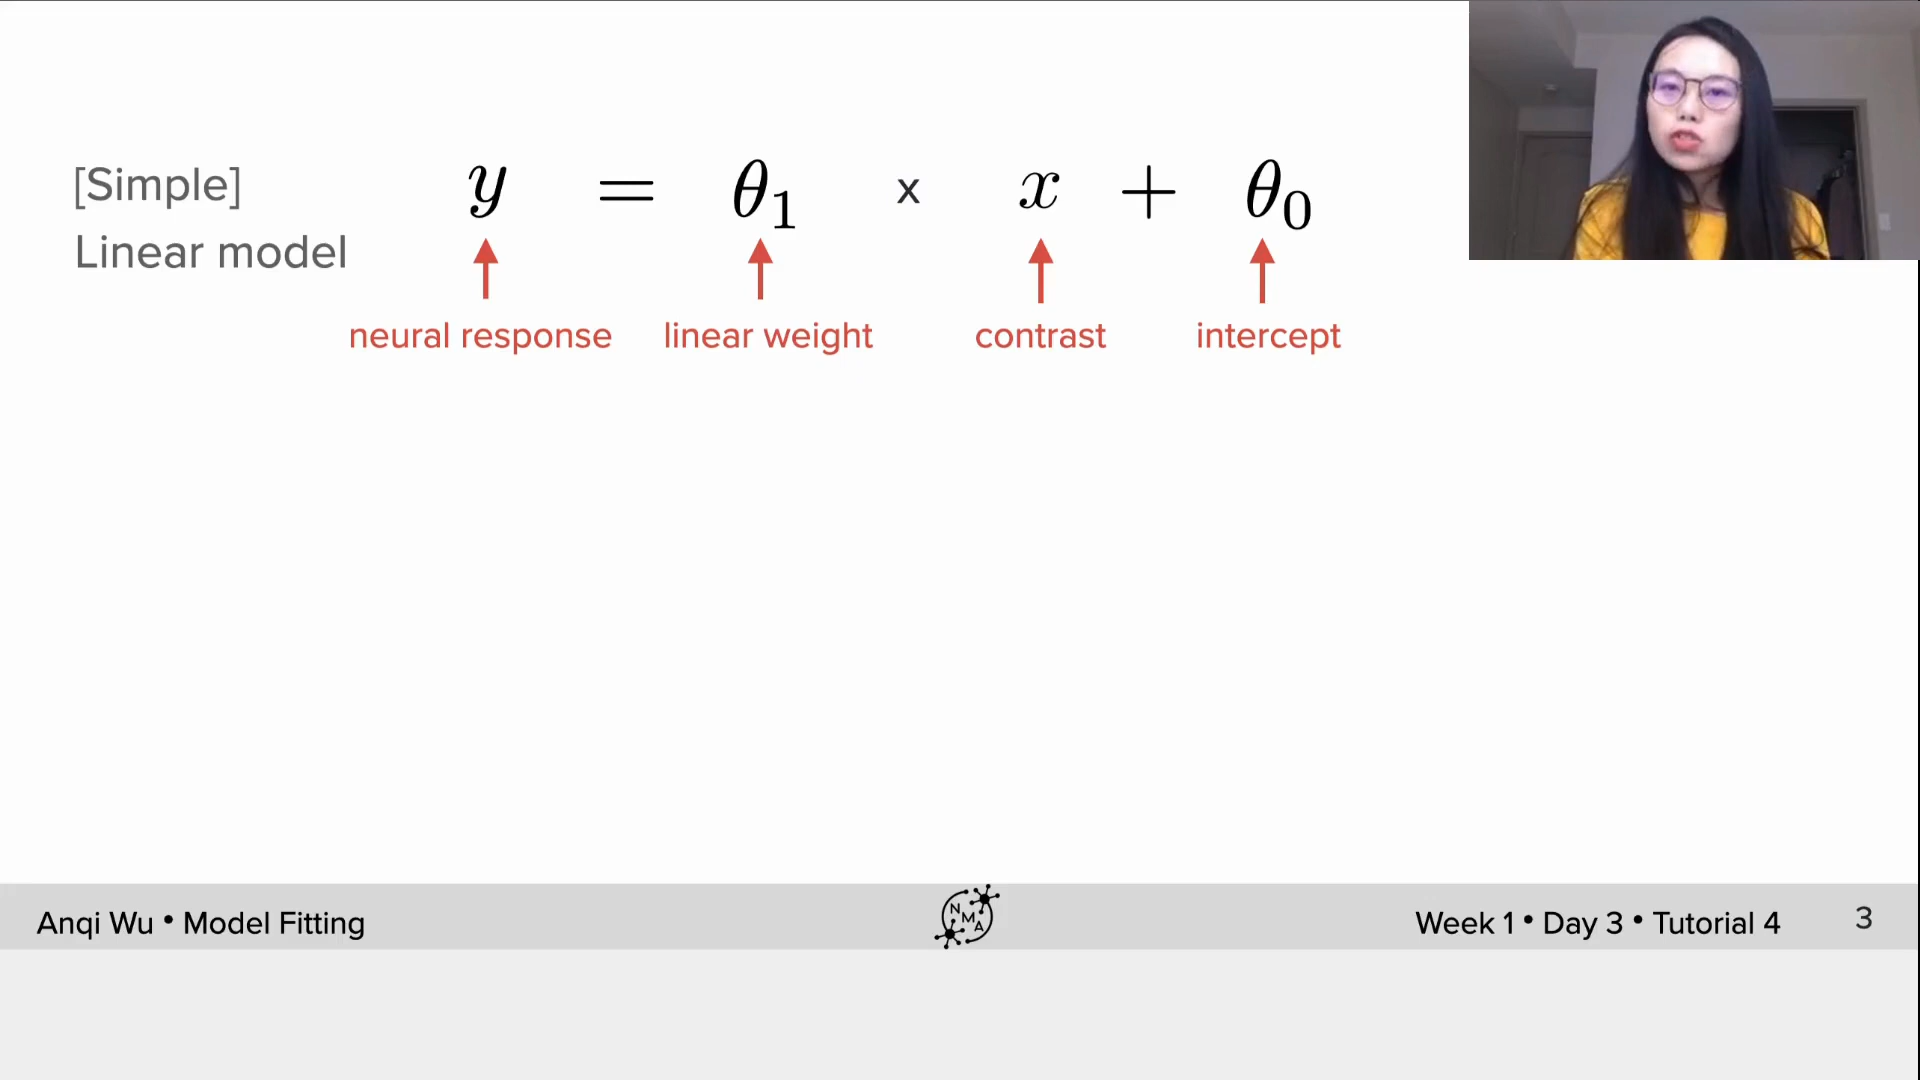 [Simple]
Linear model
y = θ₁ x x + θ₀
neural response linear weight contrast intercept
Anqi Wu • Model Fitting
N M A
Week 1 • Day 3 • Tutorial 4
3